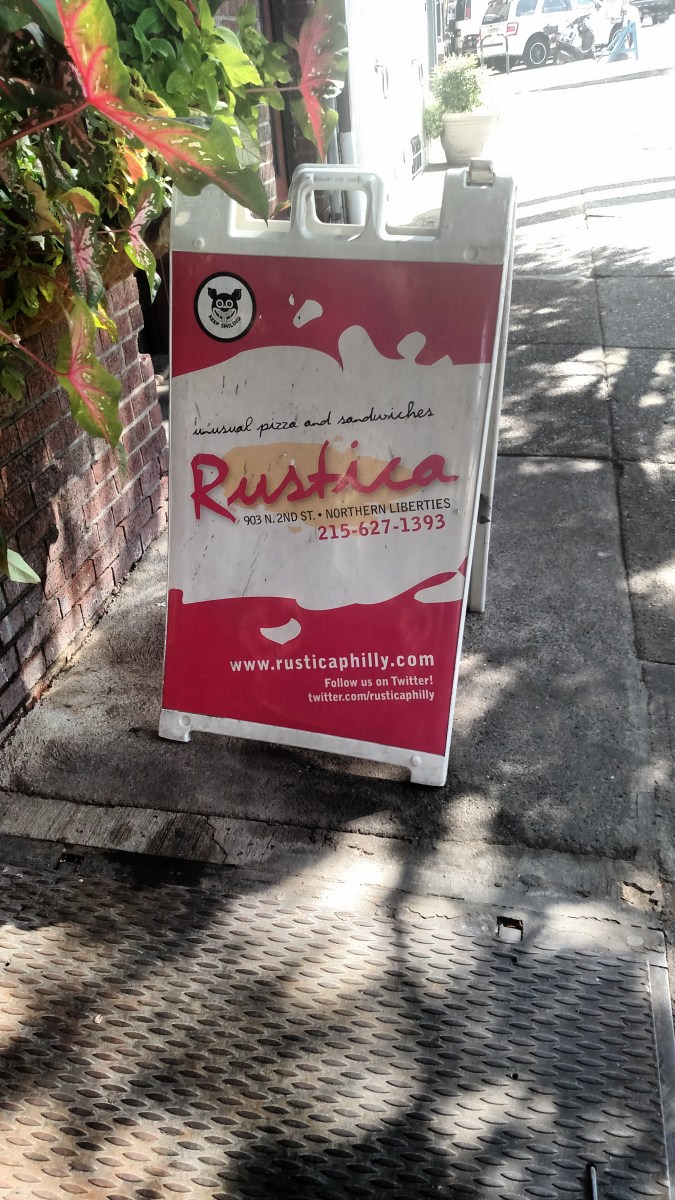 KEEP SMILING
unusual pizza and sandwiches
Rustica
903 N. 2ND ST. • NORTHERN LIBERTIES
215-627-1393
www.rusticaphilly.com
Follow us on Twitter!
twitter.com/rusticaphilly